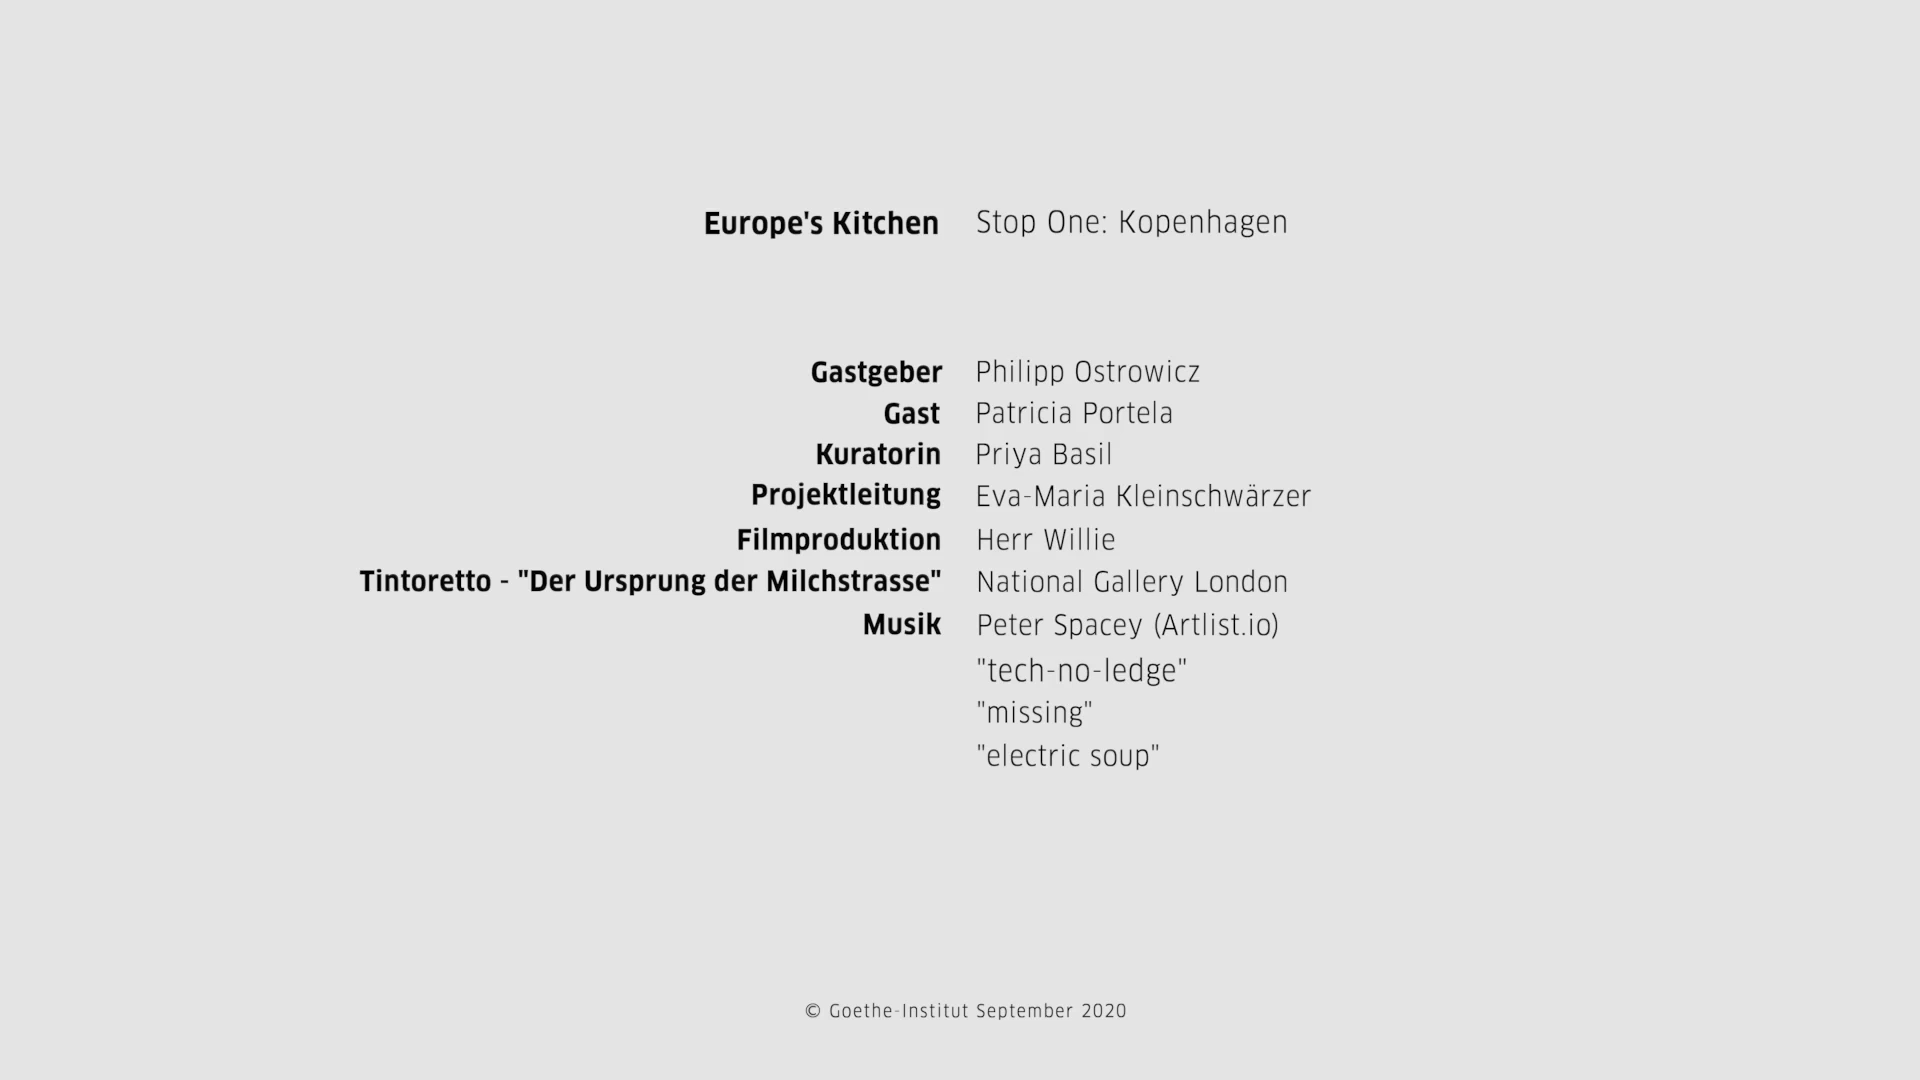 Europe's Kitchen Stop One: Kopenhagen
Gastgeber Philipp Ostrowicz
Gast Patricia Portela
Kuratorin Priya Basil
Projektleitung Eva-Maria Kleinschwärzer
Filmproduktion Herr Willie
Tintoretto - "Der Ursprung der Milchstrasse" National Gallery London
Musik Peter Spacey (Artlist.io)
"tech-no-ledge"
"missing"
"electric soup"
© Goethe-Institut September 2020